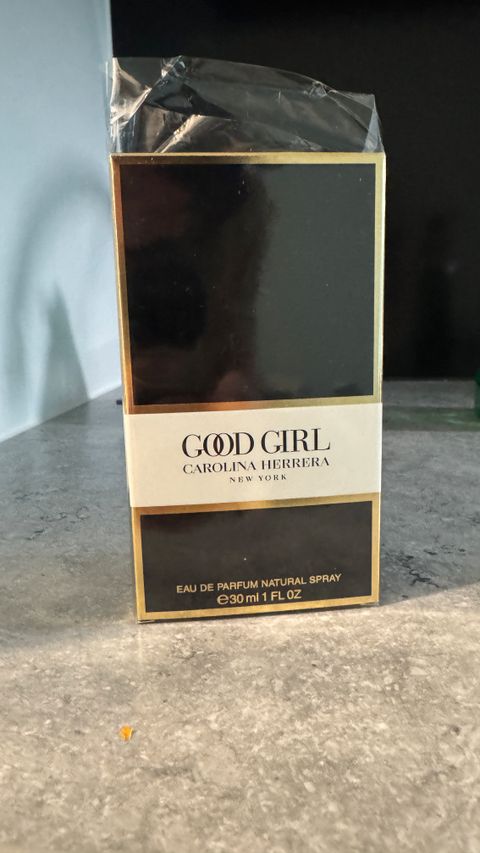 GOOD GIRL
CAROLINA HERRERA
NEW YORK
EAU DE PARFUM NATURAL SPRAY
℮30 ml 1 FL OZ